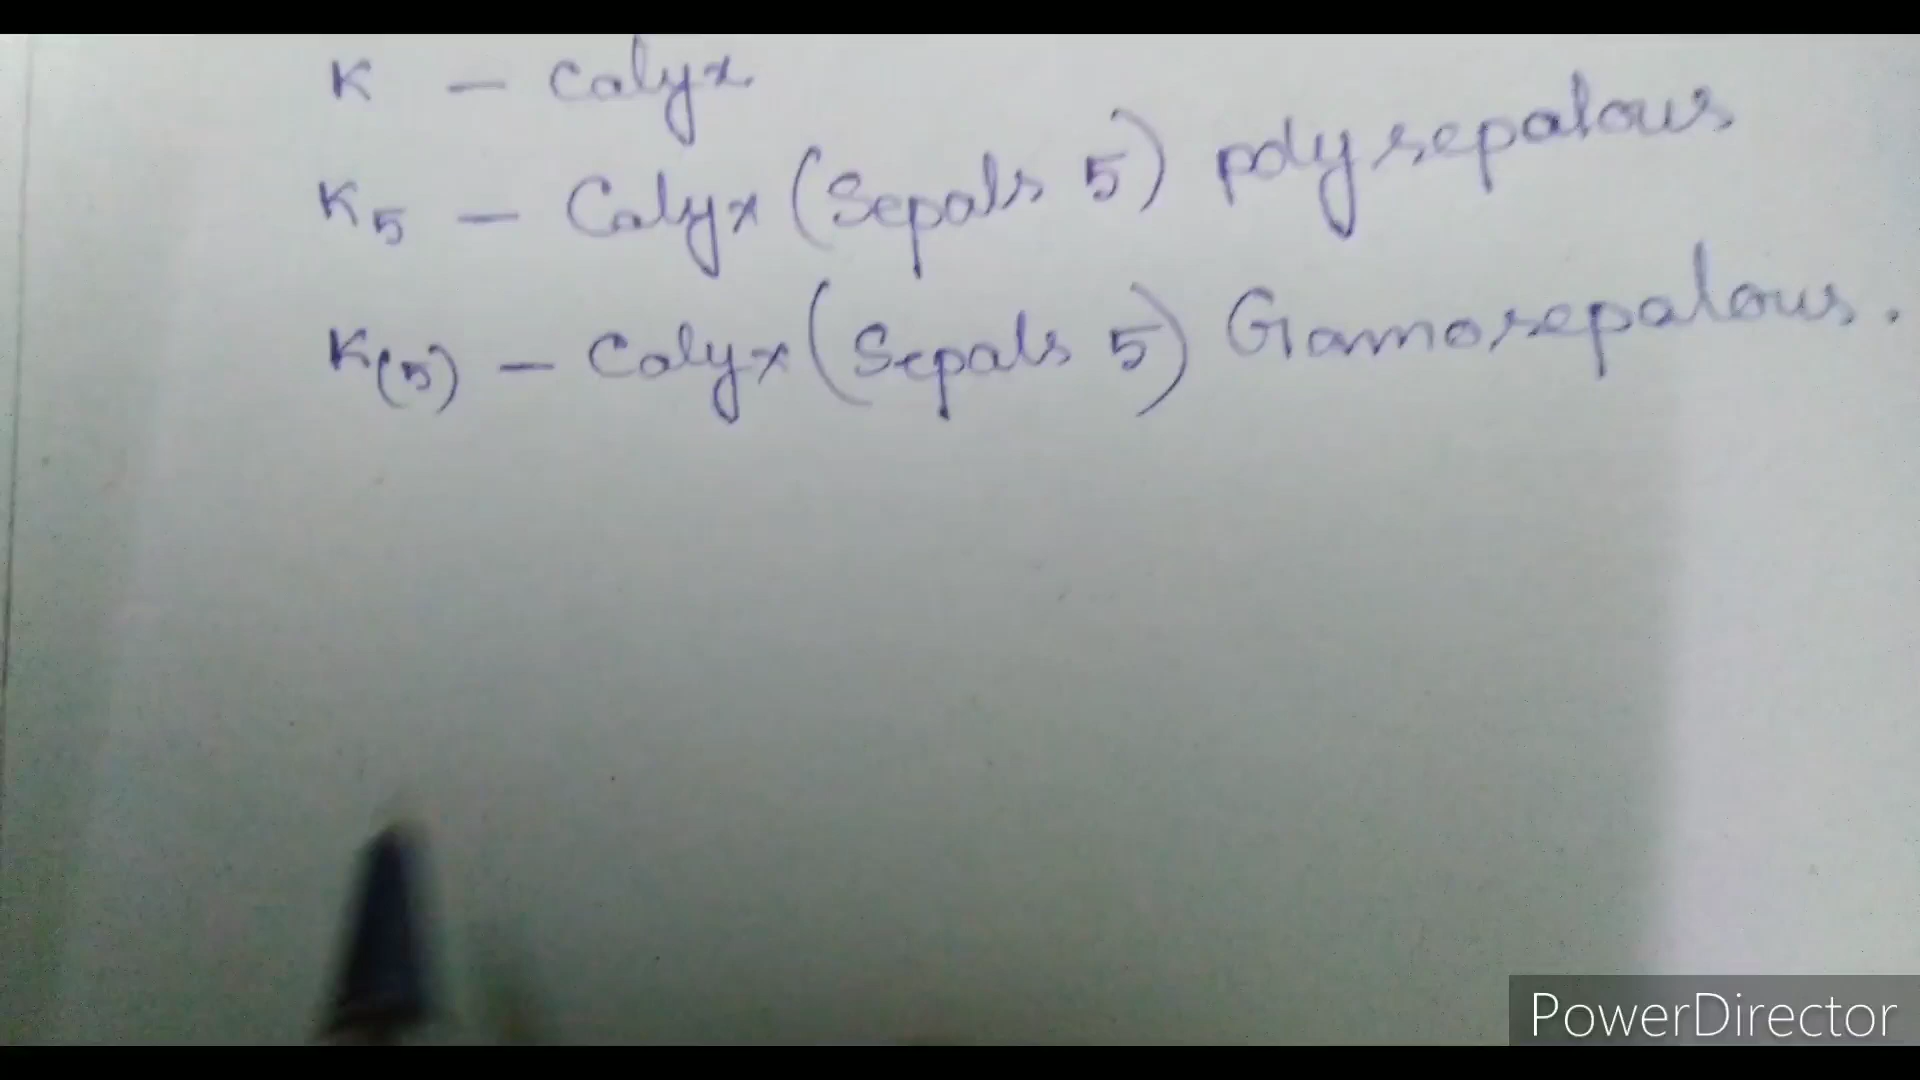 K - Calyx
K5 - Calyx (Sepals 5) polysepalous
K(5) - Calyx (Sepals 5) Gamosepalous.
PowerDirector